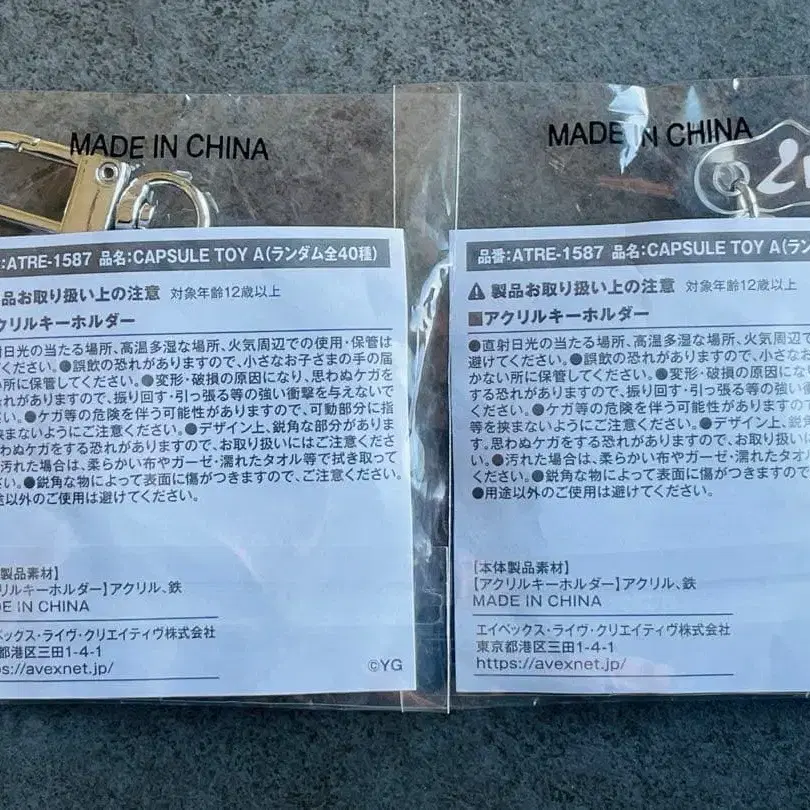 MADE IN CHINA
:ATRE-1587 品名:CAPSULE TOY A(ランダム全40種)
品お取り扱い上の注意 対象年齢12歳以上
クリルキーホルダー
日光の当たる場所、高温多湿な場所、火気周辺での使用・保管は
ください。●誤飲の恐れがありますので、小さなお子さまの手の届
い所に保管してください。●変形・破損の原因になり、思わぬケガを
れがありますので、振り回す・引っ張る等の強い衝撃を与えないで
い。●ケガ等の危険を伴う可能性がありますので、可動部分に指
挟まないようにご注意ください。●デザイン上、鋭角な部分がありま
わぬケガをする恐れがありますので、お取り扱いにはご注意くださ
汚れた場合は、柔らかい布やガーゼ・濡れたタオル等で拭き取って
い。●鋭角な物によって表面に傷がつきますので、ご注意ください。
途以外のご使用は避けてください。
製品素材】
リルキーホルダー】アクリル、鉄
DE IN CHINA
イベックス・ライヴ・クリエイティヴ株式会社
都港区三田1-4-1
ps://avexnet.jp/
©YG
MADE IN CHINA
品番:ATRE-1587 品名:CAPSULE TOY A(ラン
製品お取り扱い上の注意 対象年齢12歳以上
■アクリルキーホルダー
●直射日光の当たる場所、高温多湿な場所、火気周辺で
避けてください。●誤飲の恐れがありますので、小さなお
かない所に保管してください。●変形・破損の原因になり
する恐れがありますので、振り回す・引っ張る等の強い
ください。●ケガ等の危険を伴う可能性がありますので
等を挟まないようにご注意ください。●デザイン上、鋭角
す。思わぬケガをする恐れがありますので、お取り扱い
い。●汚れた場合は、柔らかい布やガーゼ・濡れたタオル
ください。●鋭角な物によって表面に傷がつきますので
●用途以外のご使用は避けてください。
【本体製品素材】
【アクリルキーホルダー】アクリル、鉄
MADE IN CHINA
エイベックス・ライヴ・クリエイティヴ株式会社
東京都港区三田1-4-1
https://avexnet.jp/